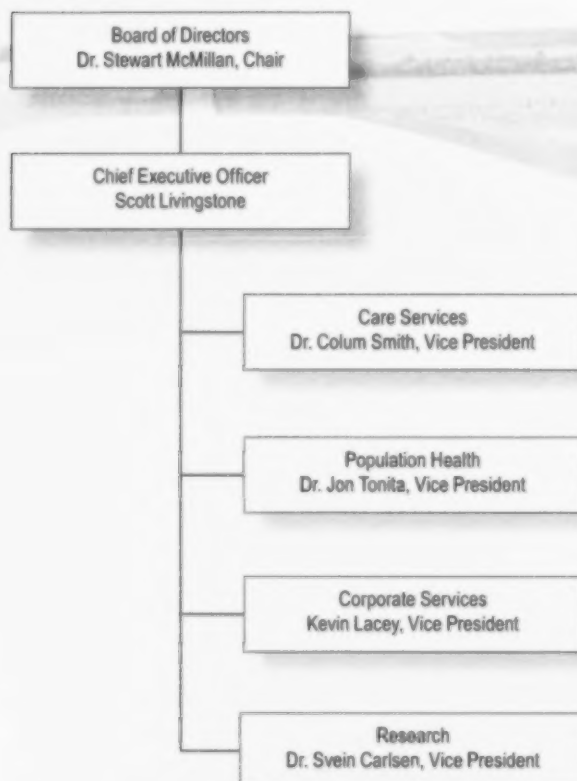 Board of Directors
Dr. Stewart McMillan, Chair
Chief Executive Officer
Scott Livingstone
Care Services
Dr. Colum Smith, Vice President
Population Health
Dr. Jon Tonita, Vice President
Corporate Services
Kevin Lacey, Vice President
Research
Dr. Svein Carlsen, Vice President